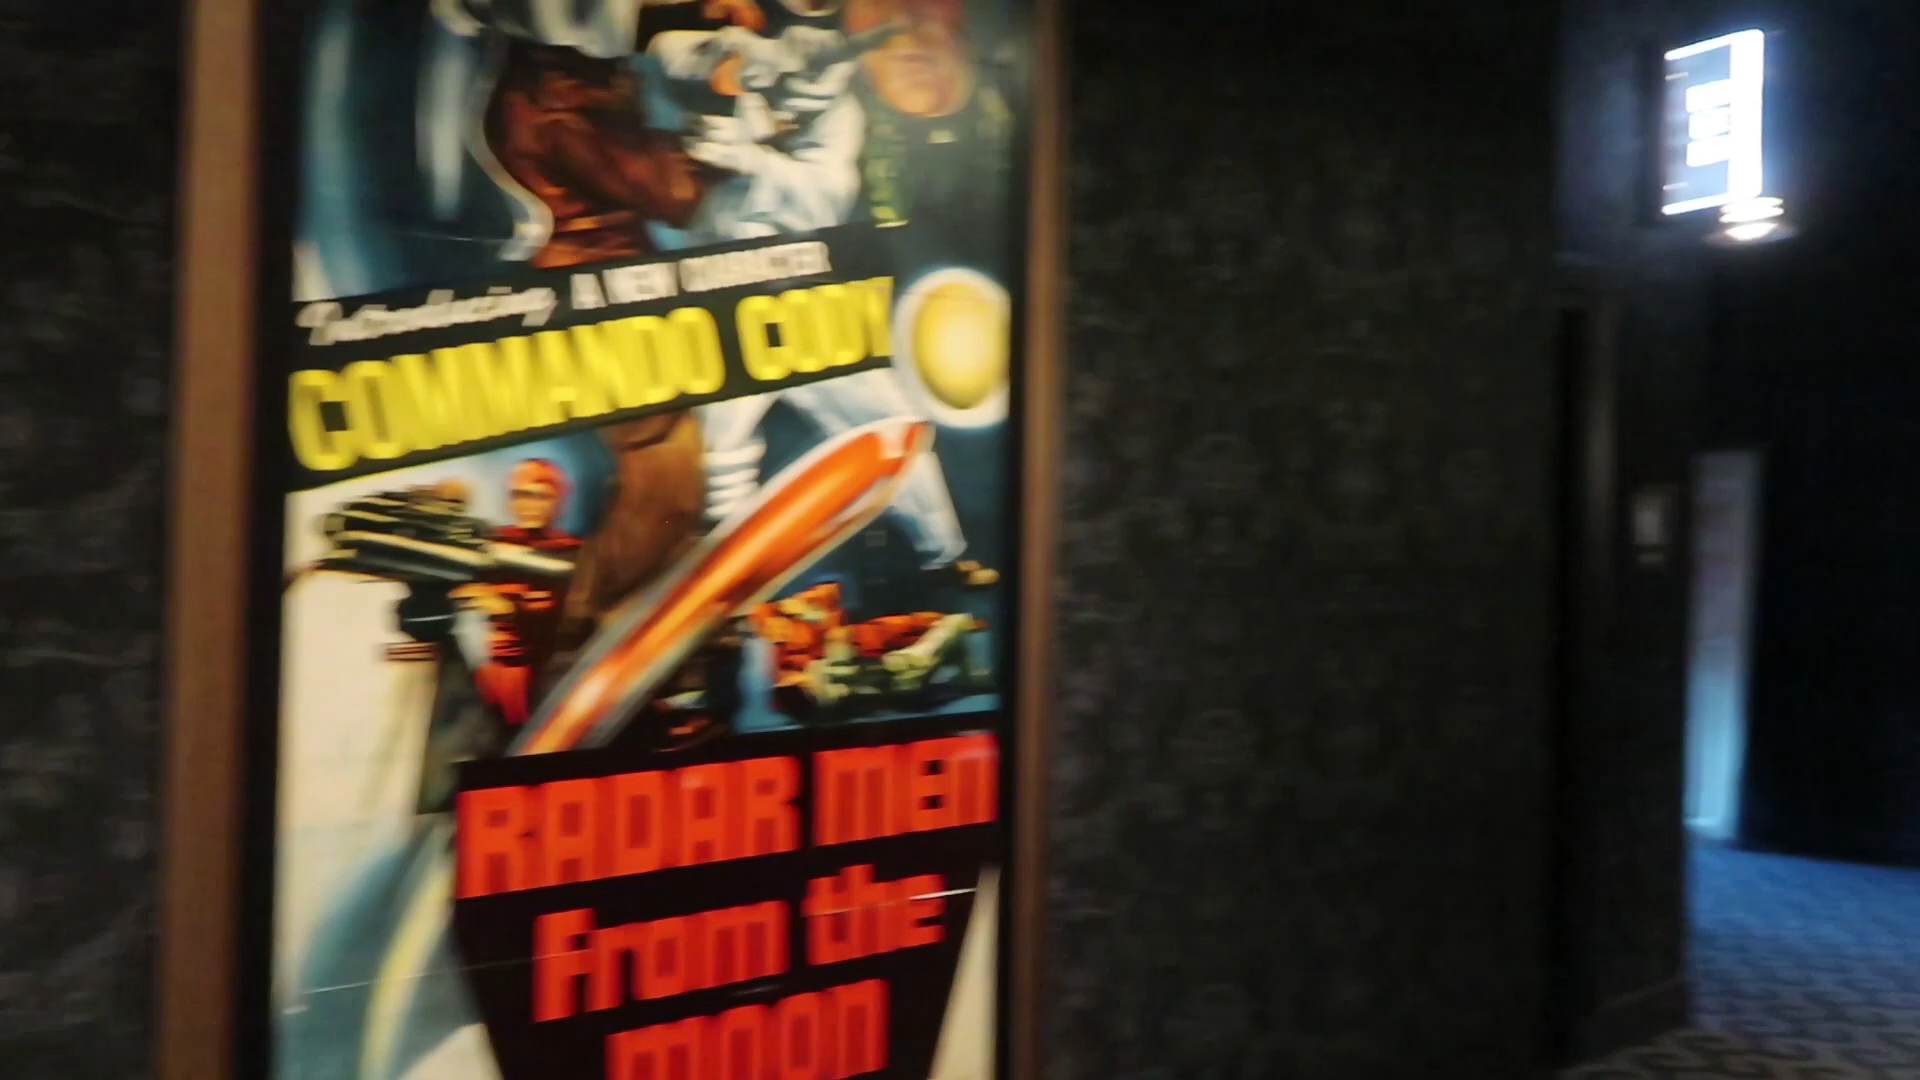 Introducing A NEW CHARACTER
COMMANDO CODY
RADAR MEN
from the
moon